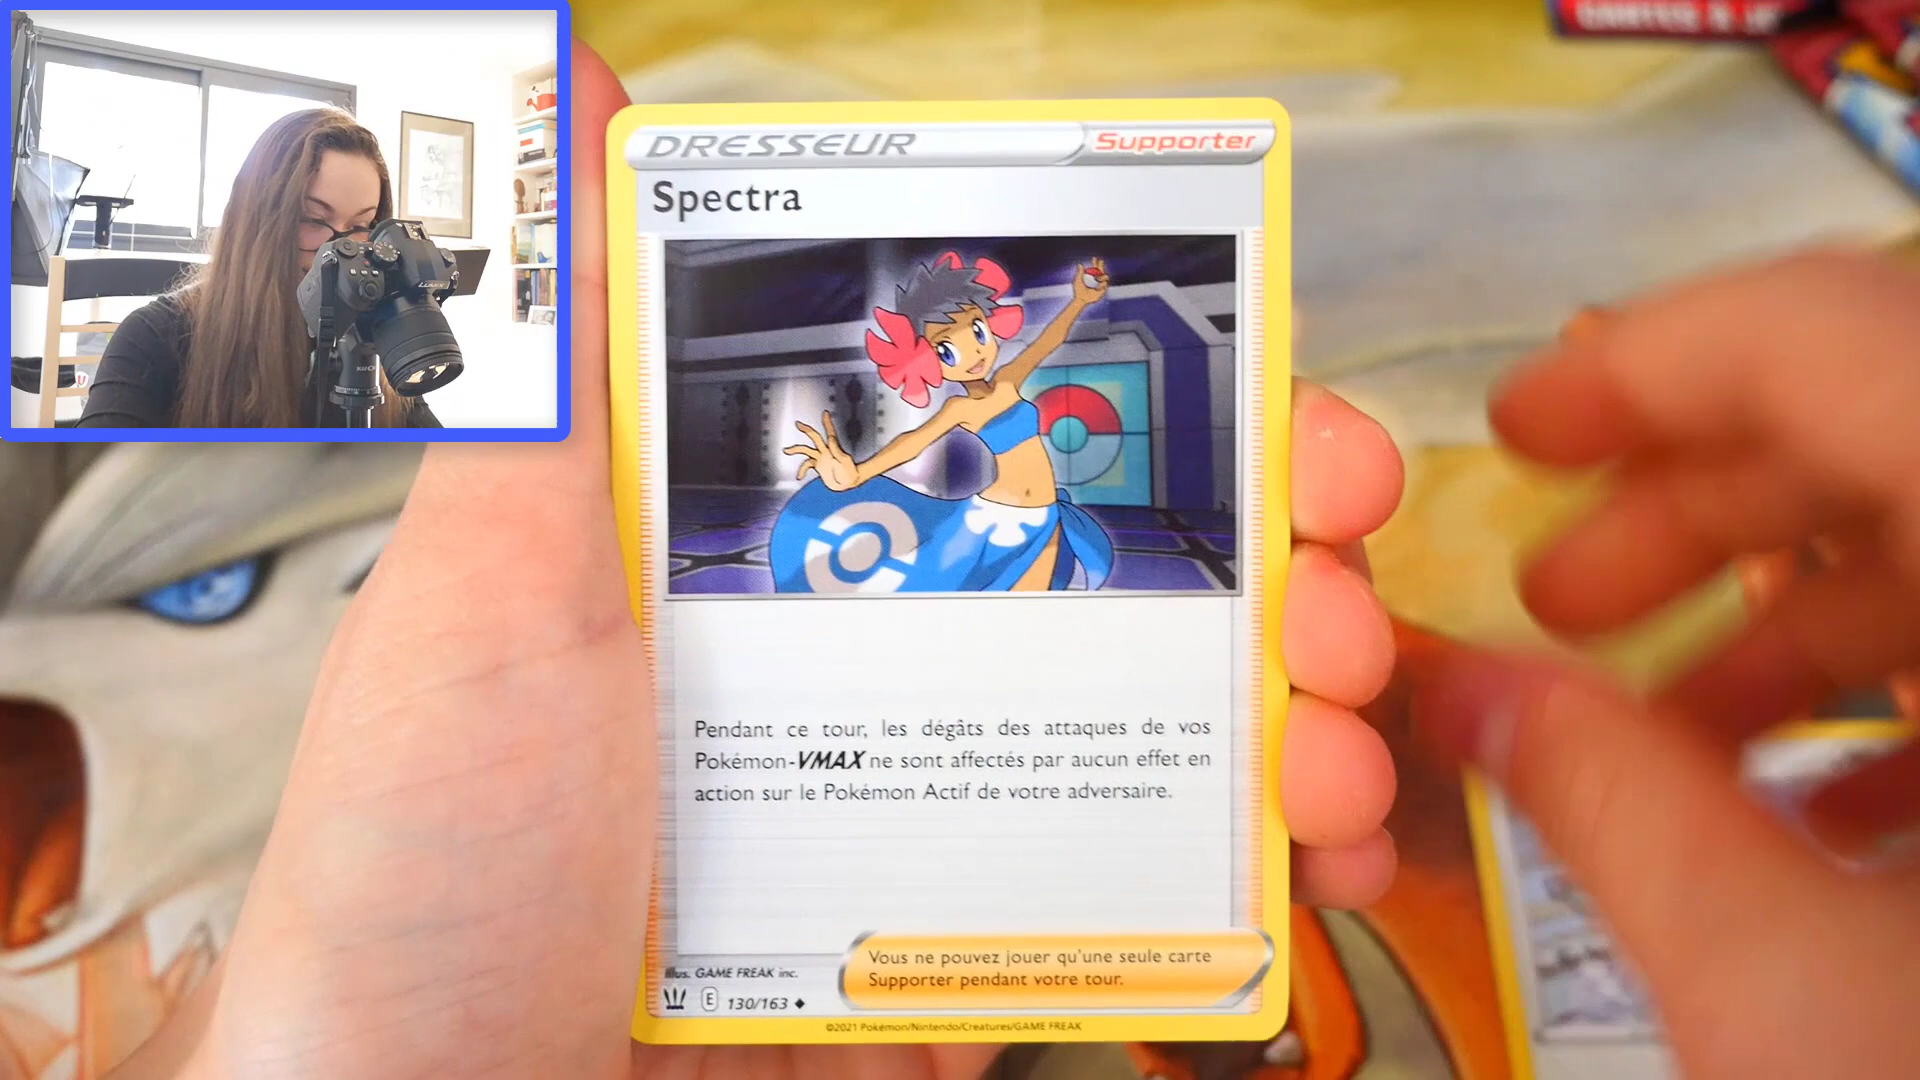 DRESSEUR
Supporter
Spectra
Pendant ce tour, les dégâts des attaques de vos
Pokémon-VMAX ne sont affectés par aucun effet en
action sur le Pokémon Actif de votre adversaire.
Vous ne pouvez jouer qu'une seule carte
Supporter pendant votre tour.
Illus. GAME FREAK inc.
E 130/163
©2021 Pokémon/Nintendo/Creatures/GAME FREAK
LUMIX